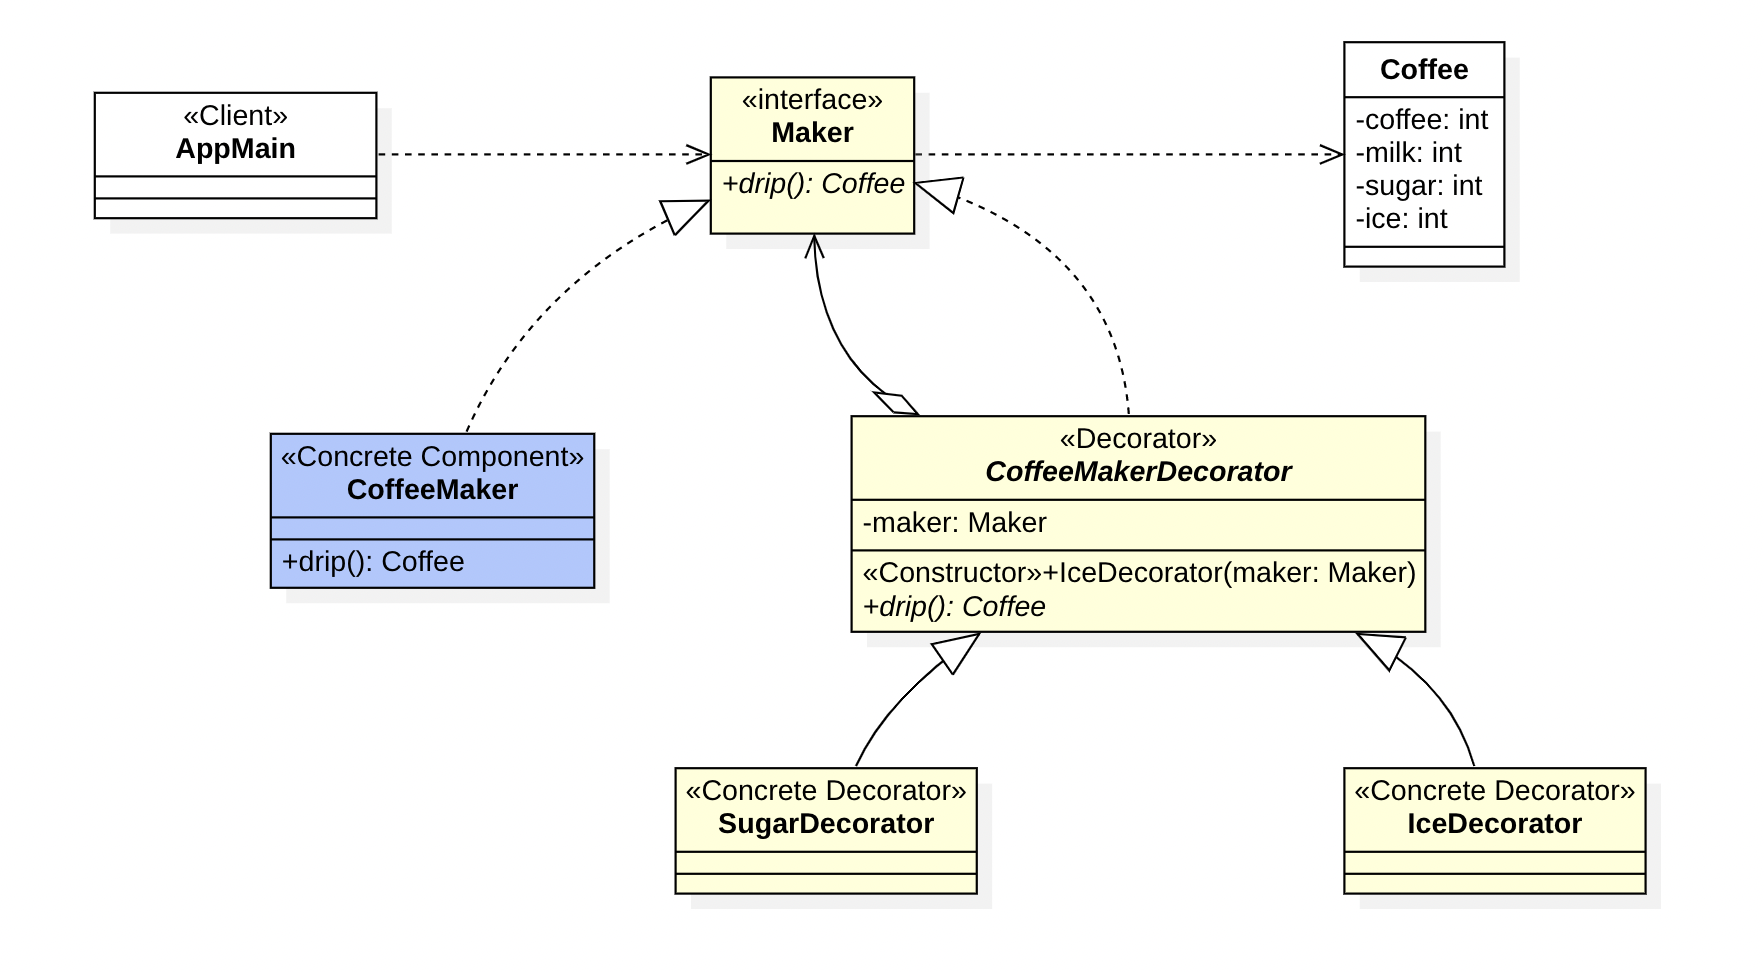 «Client»
AppMain
«interface»
Maker
+drip(): Coffee
Coffee
-coffee: int
-milk: int
-sugar: int
-ice: int
«Concrete Component»
CoffeeMaker
+drip(): Coffee
«Decorator»
CoffeeMakerDecorator
-maker: Maker
«Constructor»+IceDecorator(maker: Maker)
+drip(): Coffee
«Concrete Decorator»
SugarDecorator
«Concrete Decorator»
IceDecorator